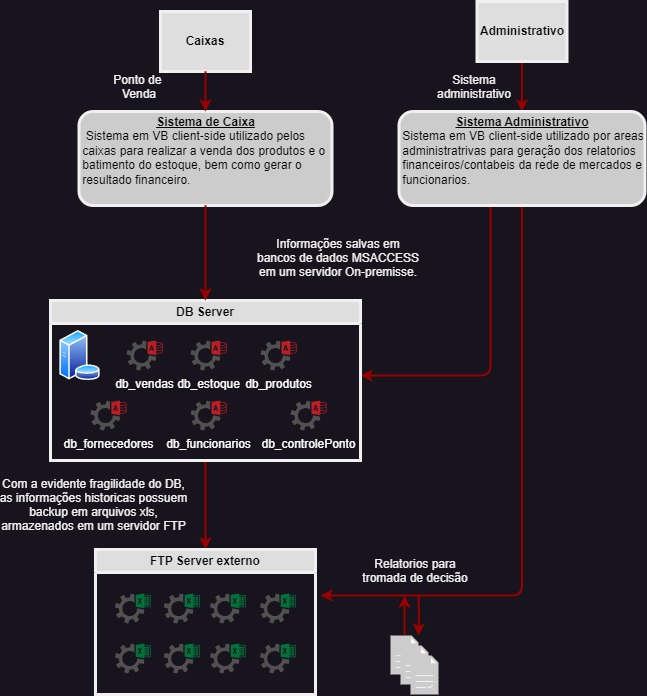 Caixas
Administrativo
Ponto de
Venda
Sistema
administrativo
Sistema de Caixa
Sistema em VB client-side utilizado pelos
caixas para realizar a venda dos produtos e o
batimento do estoque, bem como gerar o
resultado financeiro.
Sistema Administrativo
Sistema em VB client-side utilizado por areas
administratrivas para geração dos relatorios
financeiros/contabeis da rede de mercados e
funcionarios.
Informações salvas em
bancos de dados MSACCESS
em um servidor On-premisse.
DB Server
db_vendas db_estoque db_produtos
db_fornecedores db_funcionarios db_controlePonto
Com a evidente fragilidade do DB,
as informações historicas possuem
backup em arquivos xls,
armazenados em um servidor FTP
FTP Server externo
Relatorios para
tromada de decisão